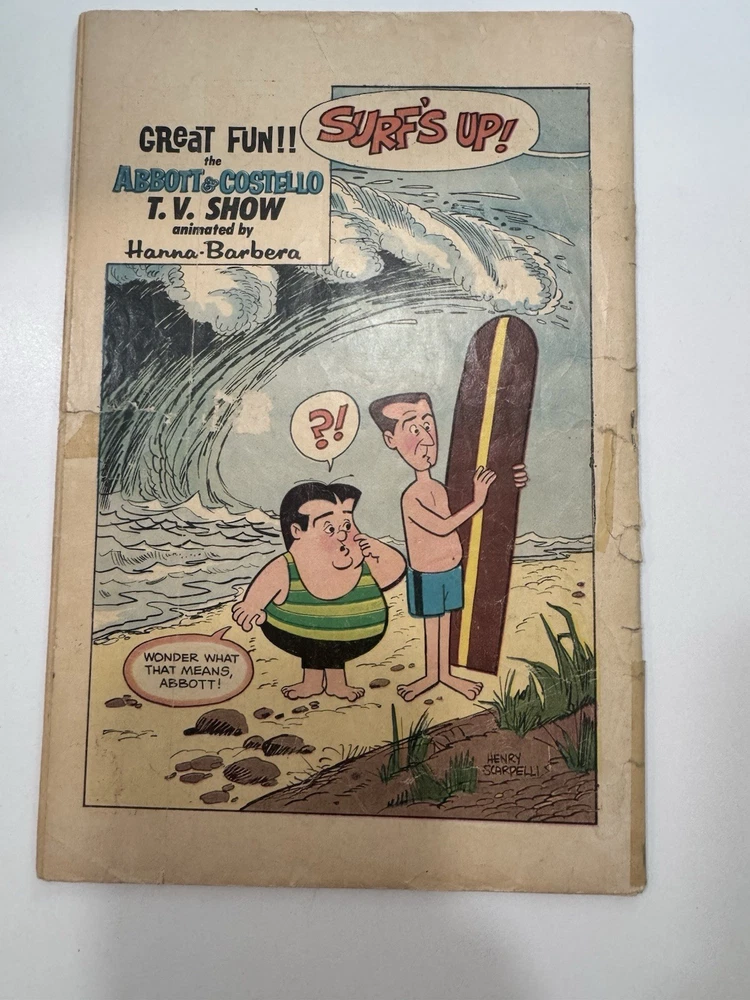 GREAT FUN!!
the
ABBOTT & COSTELLO
T.V. SHOW
animated by
Hanna-Barbera
SURF'S UP!
?!
WONDER WHAT
THAT MEANS,
ABBOTT!
HENRY
SCARPELLI